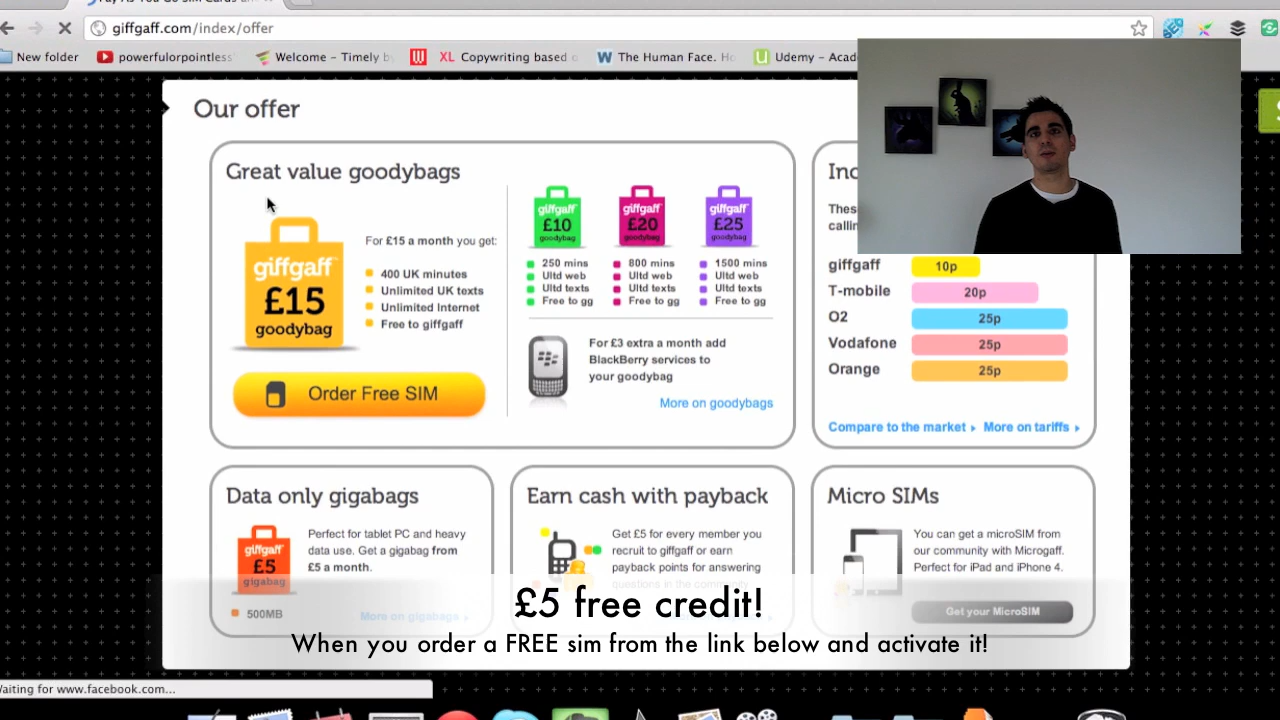 giffgaff.com/index/offer
New folder
powerfulorpointless
Welcome – Timely b
XL Copywriting based o
W The Human Face. H
U Udemy – Acad
Our offer
Great value goodybags
giffgaff
£15
goodybag
For £15 a month you get:
400 UK minutes
Unlimited UK texts
Unlimited Internet
Free to giffgaff
Order Free SIM
giffgaff
£10
goodybag
250 mins
Ultd web
Ultd texts
Free to gg
giffgaff
£20
goodybag
800 mins
Ultd web
Ultd texts
Free to gg
giffgaff
£25
goodybag
1500 mins
Ultd web
Ultd texts
Free to gg
For £3 extra a month add
BlackBerry services to
your goodybag
More on goodybags
Inc
Thes
callin
giffgaff 10p
T-mobile 20p
O2 25p
Vodafone 25p
Orange 25p
Compare to the market
More on tariffs
Data only gigabags
giffgaff
£5
gigabag
Perfect for tablet PC and heavy
data use. Get a gigabag from
£5 a month.
500MB
More on gigabags
Earn cash with payback
Get £5 for every member you
recruit to giffgaff or earn
payback points for answering
questions in the community
Micro SIMs
You can get a microSIM from
our community with Microgaff.
Perfect for iPad and iPhone 4.
Get your MicroSIM
£5 free credit!
When you order a FREE sim from the link below and activate it!
Waiting for www.facebook.com...